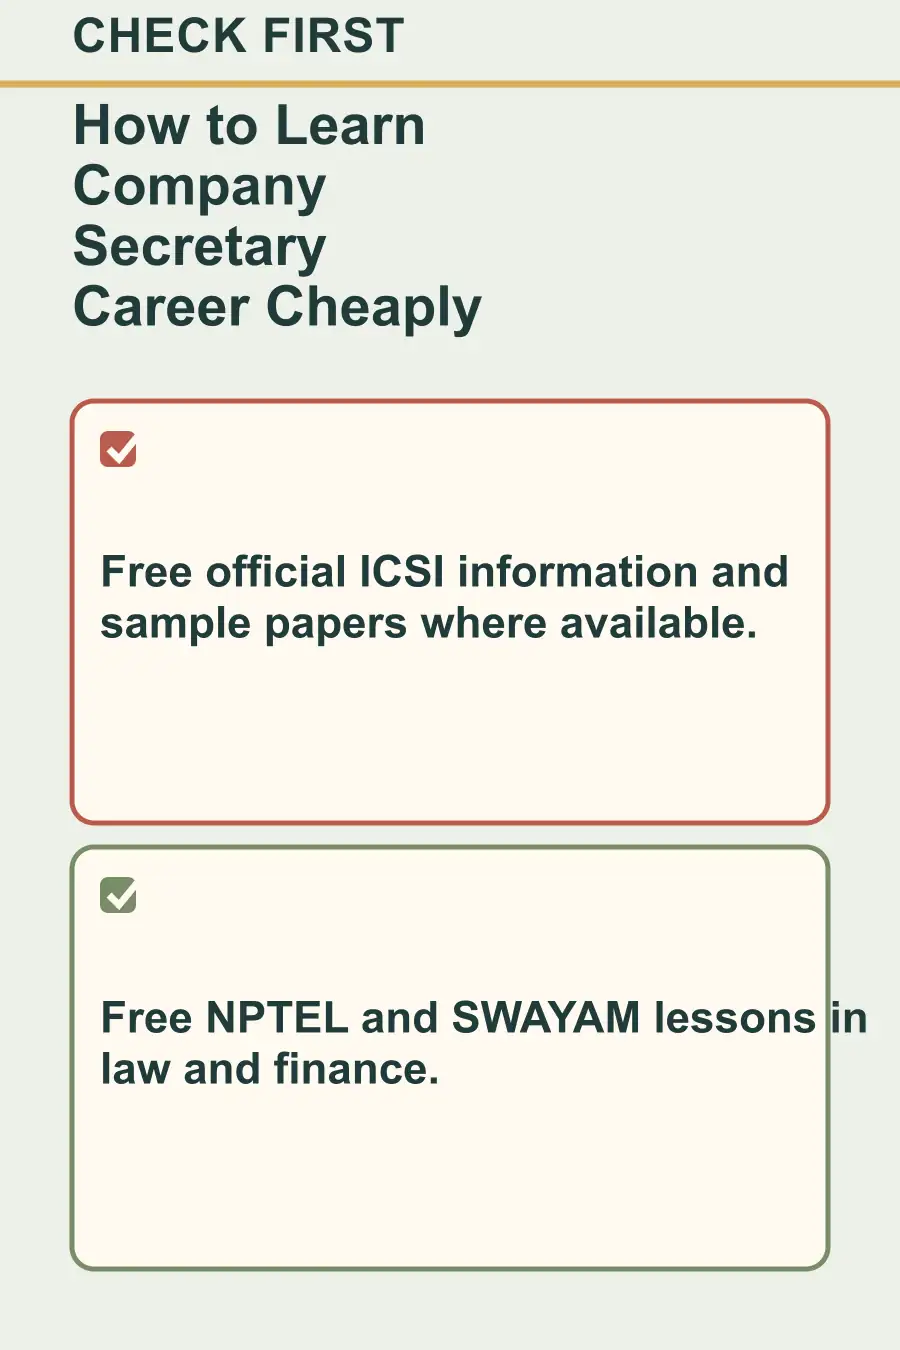 CHECK FIRST
How to Learn
Company
Secretary
Career Cheaply
Free official ICSI information and
sample papers where available.
Free NPTEL and SWAYAM lessons in
law and finance.